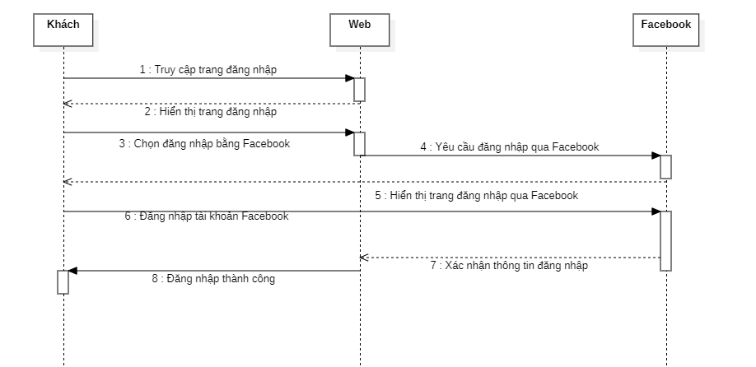 Khách
Web
Facebook
1 : Truy cập trang đăng nhập
2 : Hiển thị trang đăng nhập
3 : Chọn đăng nhập bằng Facebook
4 : Yêu cầu đăng nhập qua Facebook
5 : Hiển thị trang đăng nhập qua Facebook
6 : Đăng nhập tài khoản Facebook
7 : Xác nhận thông tin đăng nhập
8 : Đăng nhập thành công